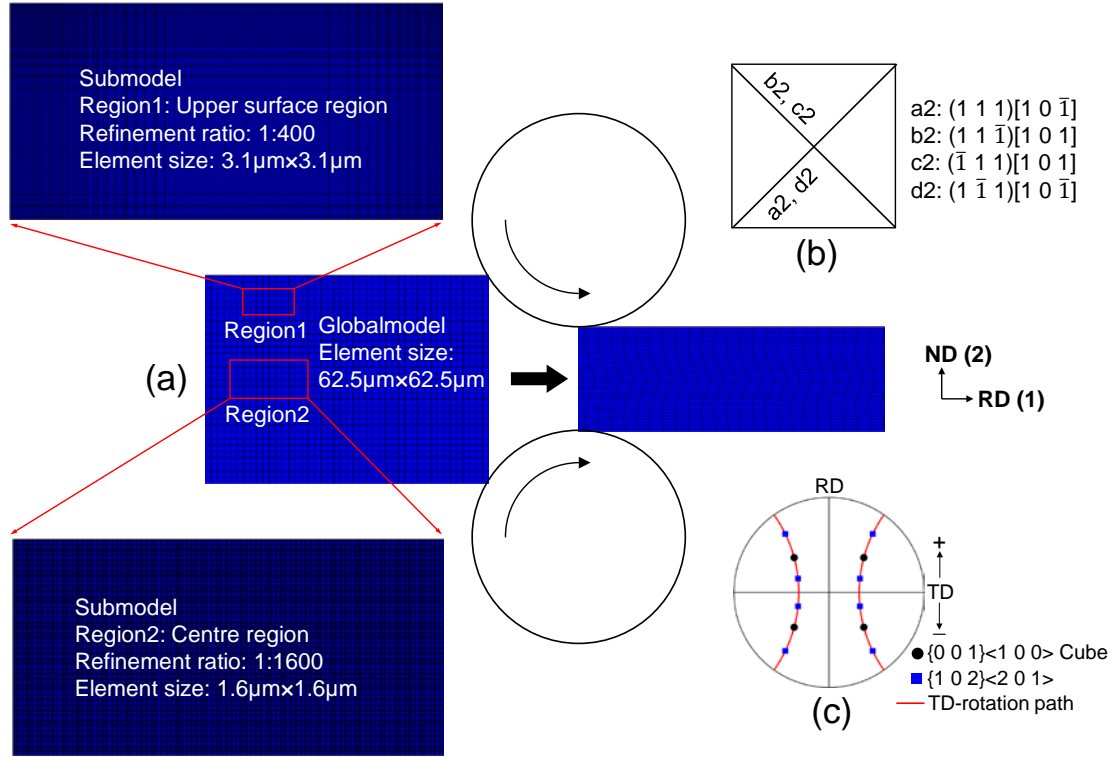 Submodel
Region1: Upper surface region
Refinement ratio: 1:400
Element size: 3.1μm×3.1μm
b2, c2
a2, d2
a2: (1 1 1)[1 0 1̅]
b2: (1 1 1̅)[1 0 1]
c2: (1̅ 1 1)[1 0 1]
d2: (1 1̅ 1)[1 0 1̅]
(b)
Region1
Globalmodel
Element size:
62.5μm×62.5μm
(a)
Region2
ND (2)
RD (1)
Submodel
Region2: Centre region
Refinement ratio: 1:1600
Element size: 1.6μm×1.6μm
RD
+
TD
−
{0 0 1}<1 0 0> Cube
{1 0 2}<2 0 1>
TD-rotation path
(c)